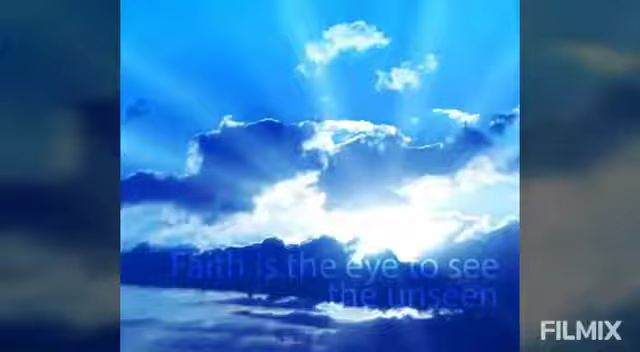 Faith is the eye to see
the unseen
FILMIX